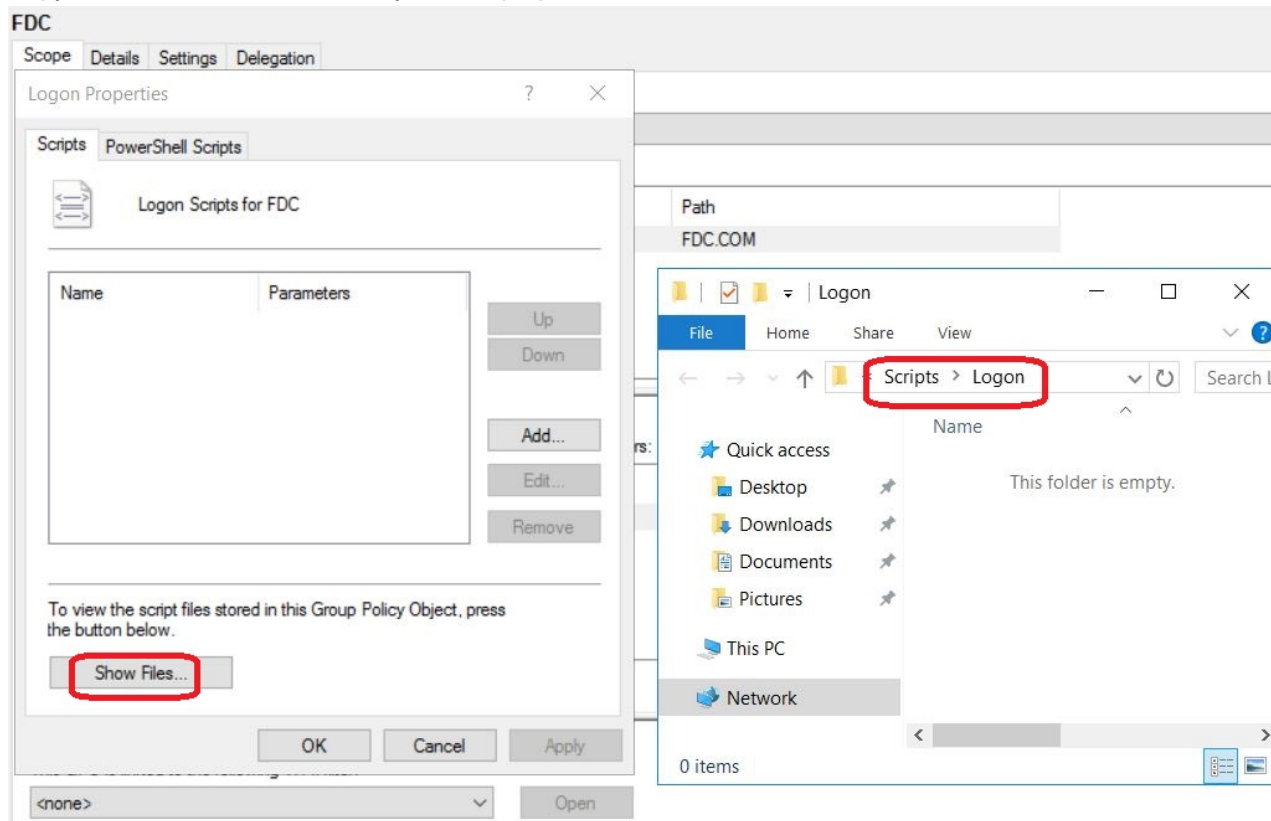 FDC
Scope Details Settings Delegation
Logon Properties ?
Scripts PowerShell Scripts
Logon Scripts for FDC
Name Parameters
Up
Down
Add...
Edit...
Remove
To view the script files stored in this Group Policy Object, press
the button below.
Show Files...
OK Cancel Apply
<none> Open
Path
FDC.COM
rs:
Logon
File Home Share View ?
Scripts > Logon Search
Name
Quick access
This folder is empty.
Desktop
Downloads
Documents
Pictures
This PC
Network
0 items